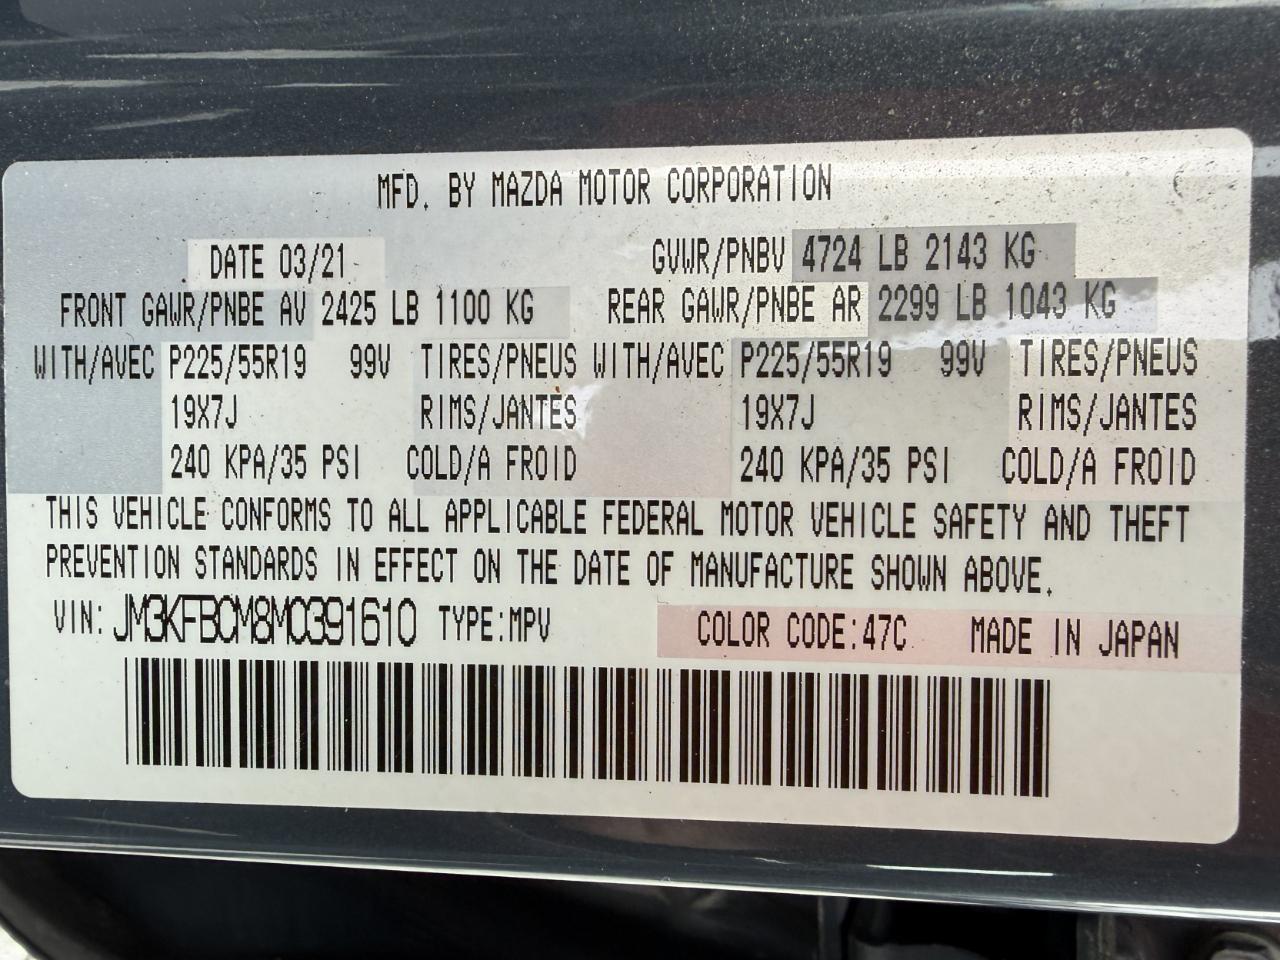 MFD. BY MAZDA MOTOR CORPORATION
DATE 03/21 GVWR/PNBV 4724 LB 2143 KG
FRONT GAWR/PNBE AV 2425 LB 1100 KG REAR GAWR/PNBE AR 2299 LB 1043 KG
WITH/AVEC P225/55R19 99V TIRES/PNEUS WITH/AVEC P225/55R19 99V TIRES/PNEUS
19X7J RIMS/JANTES 19X7J RIMS/JANTES
240 KPA/35 PSI COLD/A FROID 240 KPA/35 PSI COLD/A FROID
THIS VEHICLE CONFORMS TO ALL APPLICABLE FEDERAL MOTOR VEHICLE SAFETY AND THEFT
PREVENTION STANDARDS IN EFFECT ON THE DATE OF MANUFACTURE SHOWN ABOVE.
VIN: JM3KFBCM8M0391610 TYPE:MPV COLOR CODE:47C MADE IN JAPAN